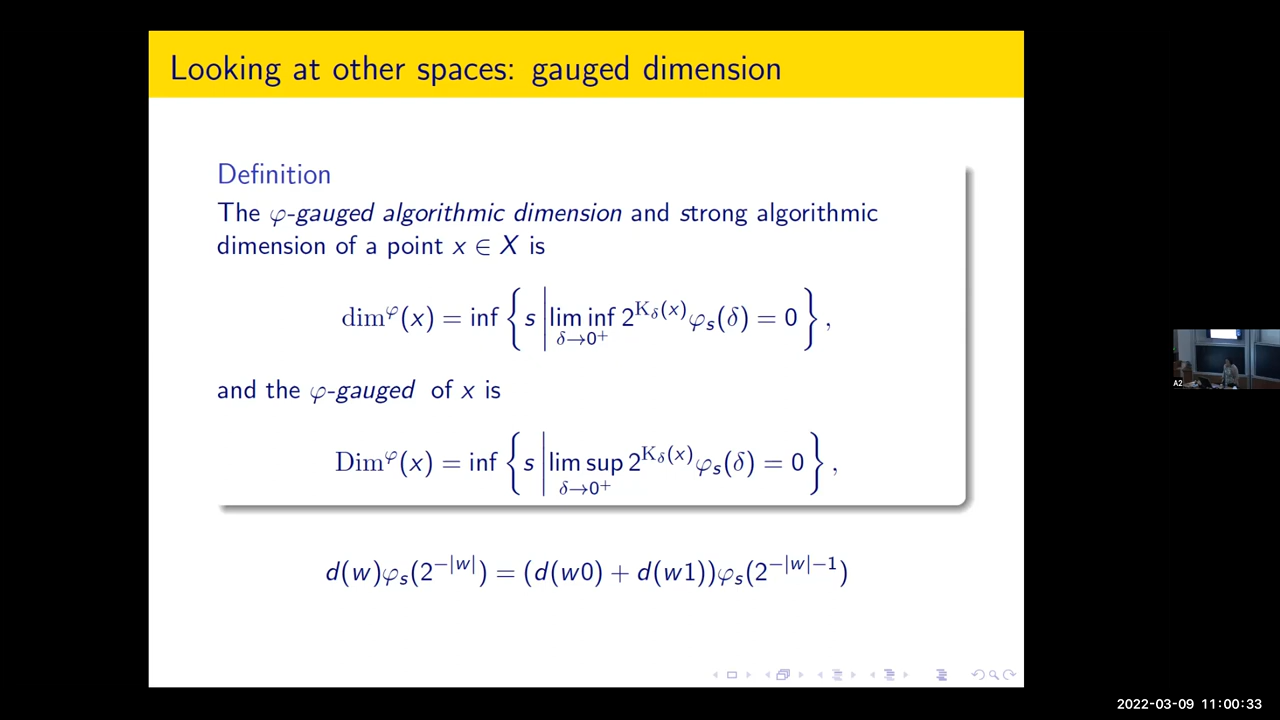 Looking at other spaces: gauged dimension
Definition
The φ-gauged algorithmic dimension and strong algorithmic
dimension of a point x ∈ X is
dim^φ(x) = inf { s | lim inf_{δ→0⁺} 2^{K_δ(x)} φ_s(δ) = 0 } ,
and the φ-gauged of x is
Dim^φ(x) = inf { s | lim sup_{δ→0⁺} 2^{K_δ(x)} φ_s(δ) = 0 } ,
d(w)φ_s(2^{−|w|}) = (d(w0) + d(w1))φ_s(2^{−|w|−1})
A2
2022-03-09 11:00:33